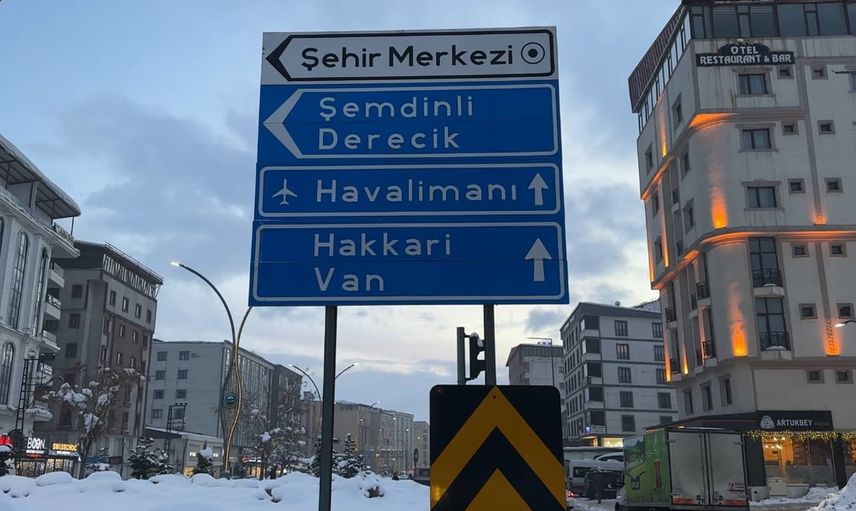 Şehir Merkezi
Şemdinli
Derecik
Havalimanı
Hakkari
Van
OTEL
RESTAURANT & BAR
ARTUKBEY